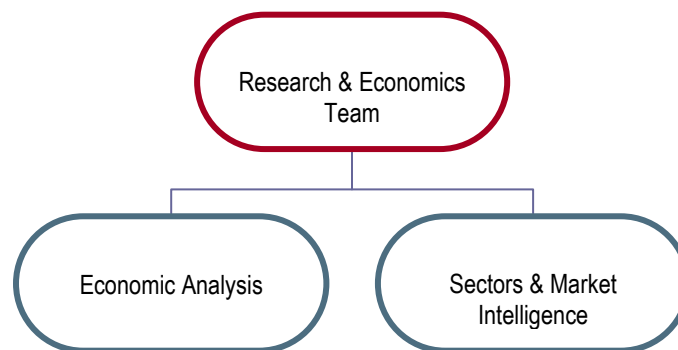 Research & Economics
Team
Economic Analysis
Sectors & Market
Intelligence